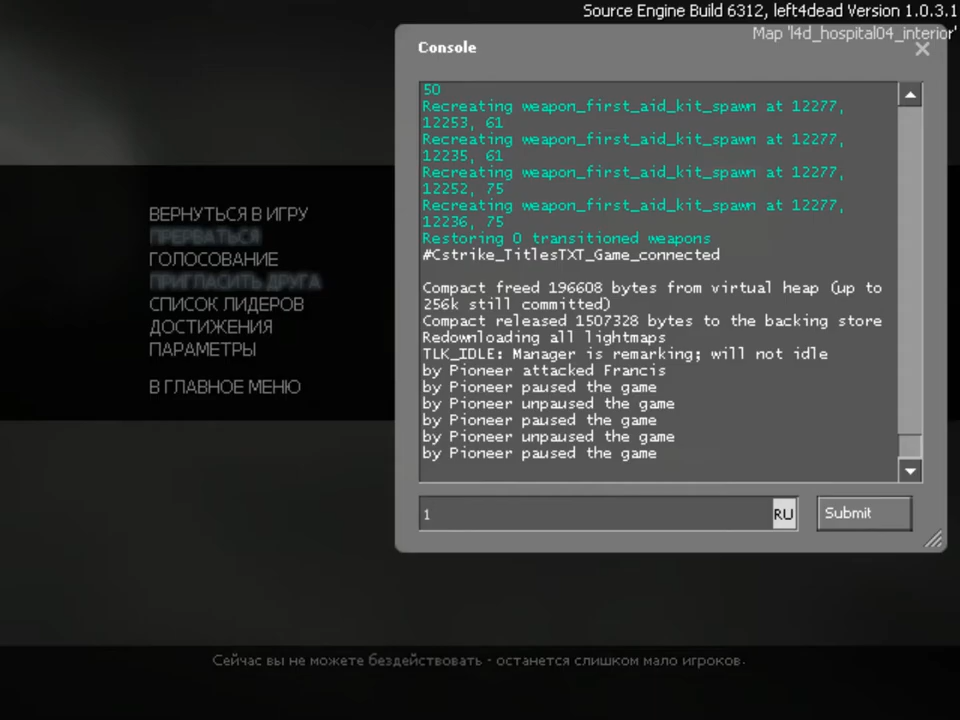 Source Engine Build 6312, left4dead Version 1.0.3.1
Map 'l4d_hospital04_interior'
Console
50
Recreating weapon_first_aid_kit_spawn at 12277,
12253, 61
Recreating weapon_first_aid_kit_spawn at 12277,
12235, 61
Recreating weapon_first_aid_kit_spawn at 12277,
12252, 75
Recreating weapon_first_aid_kit_spawn at 12277,
12236, 75
Restoring 0 transitioned weapons
#Cstrike_TitlesTXT_Game_connected
Compact freed 196608 bytes from virtual heap (up to
256k still committed)
Compact released 1507328 bytes to the backing store
Redownloading all lightmaps
TLK_IDLE: Manager is remarking; will not idle
by Pioneer attacked Francis
by Pioneer paused the game
by Pioneer unpaused the game
by Pioneer paused the game
by Pioneer unpaused the game
by Pioneer paused the game
1
RU
Submit
ВЕРНУТЬСЯ В ИГРУ
ПРЕРВАТЬСЯ
ГОЛОСОВАНИЕ
ПРИГЛАСИТЬ ДРУГА
СПИСОК ЛИДЕРОВ
ДОСТИЖЕНИЯ
ПАРАМЕТРЫ
В ГЛАВНОЕ МЕНЮ
Сейчас вы не можете бездействовать - останется слишком мало игроков.